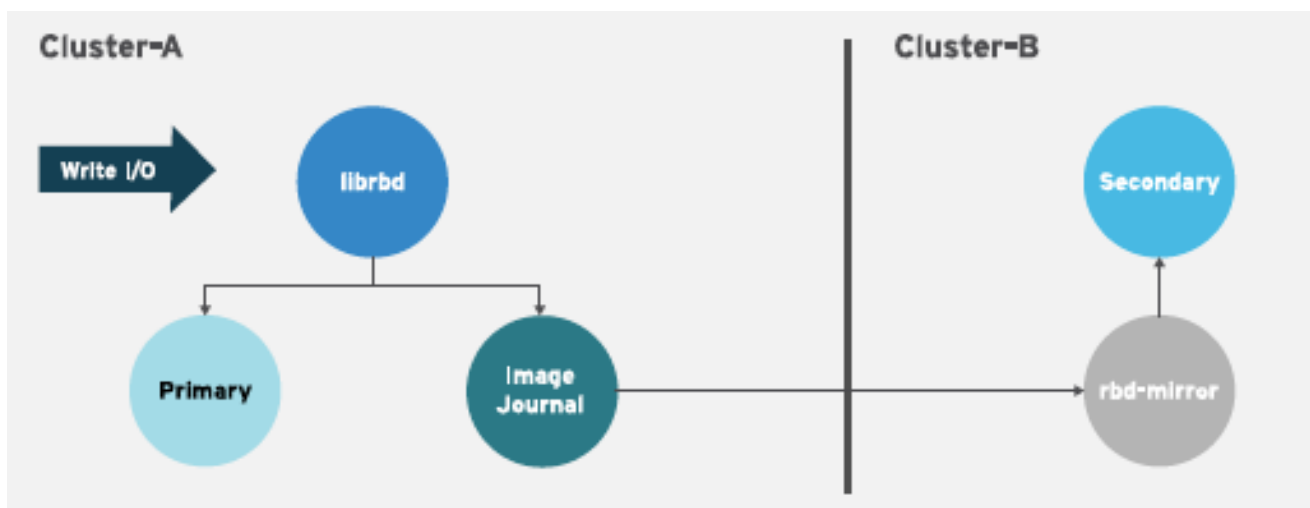 Cluster-A
Cluster-B
Write I/O
librbd
Secondary
Primary
Image
Journal
rbd-mirror